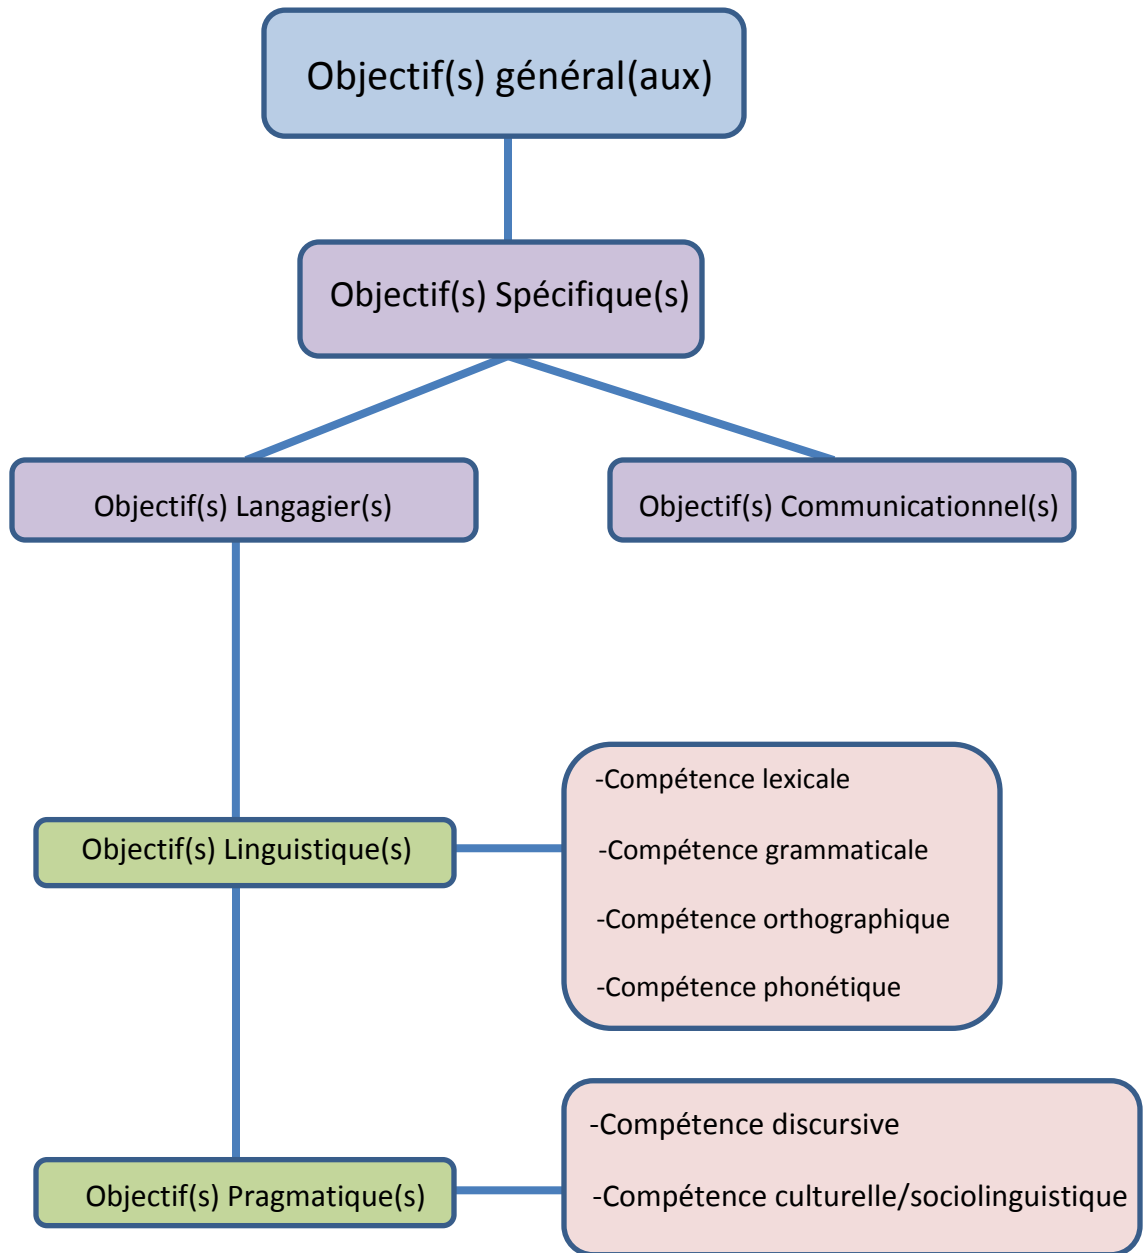 Objectif(s) général(aux)
Objectif(s) Spécifique(s)
Objectif(s) Langagier(s)
Objectif(s) Communicationnel(s)
Objectif(s) Linguistique(s)
-Compétence lexicale
-Compétence grammaticale
-Compétence orthographique
-Compétence phonétique
Objectif(s) Pragmatique(s)
-Compétence discursive
-Compétence culturelle/sociolinguistique